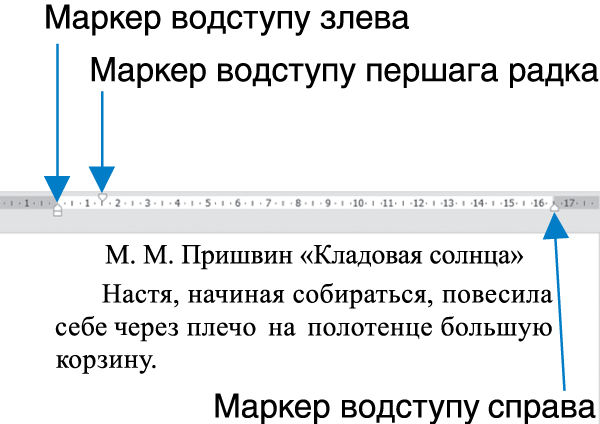 Маркер водступу злева
Маркер водступу першага радка
1 1 2 3 4 5 6 7 8 9 10 11 12 13 14 15 16 17
М. М. Пришвин «Кладовая солнца»
Настя, начиная собираться, повесила
себе через плечо на полотенце большую
корзину.
Маркер водступу справа